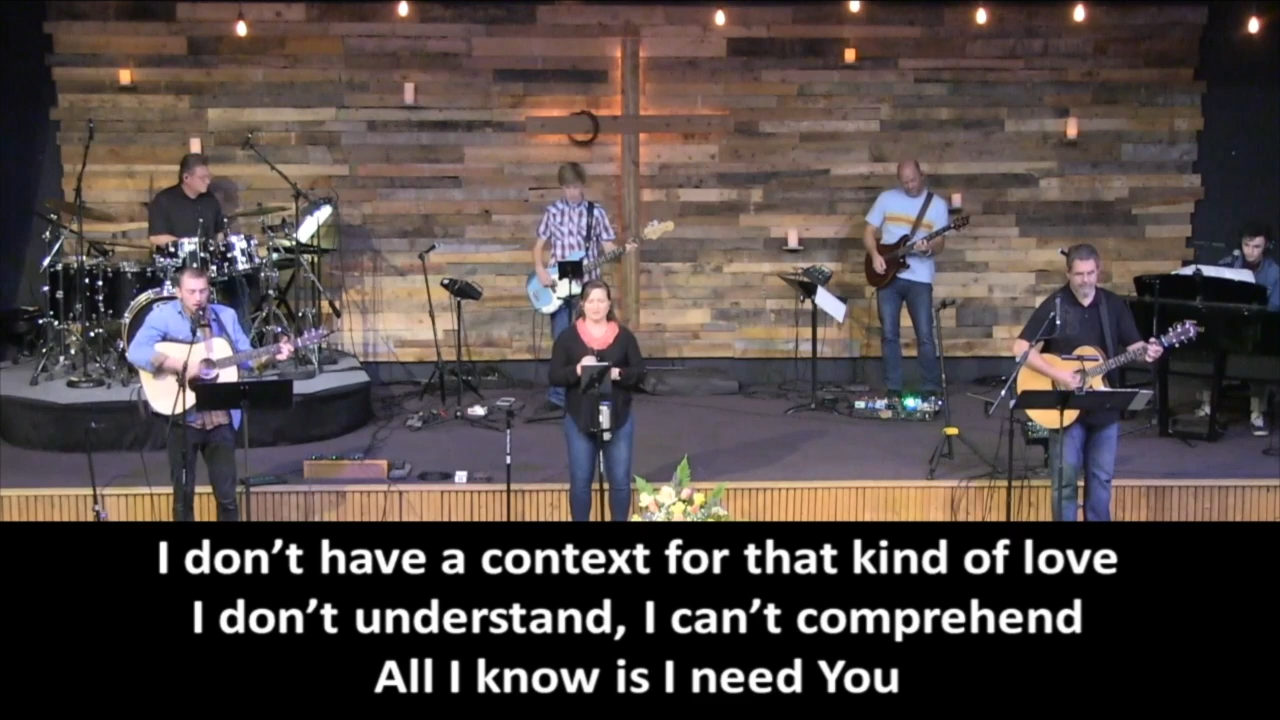 I don’t have a context for that kind of love
I don’t understand, I can’t comprehend
All I know is I need You